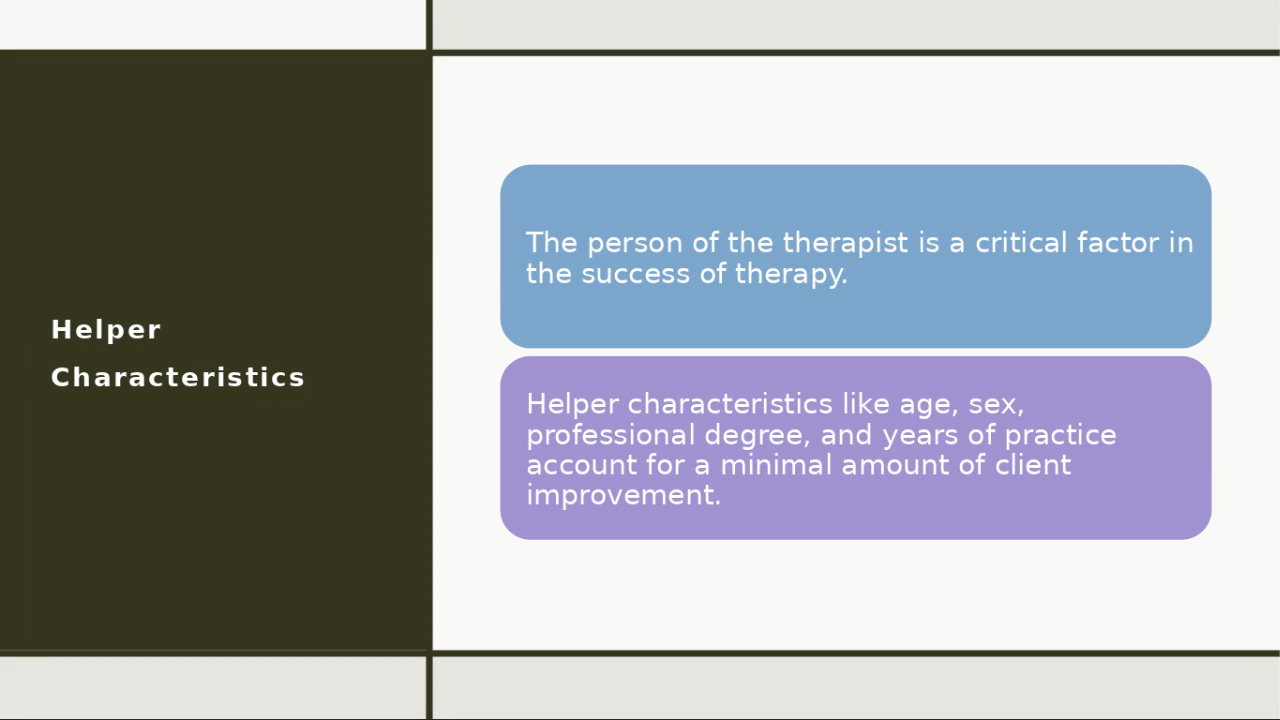 Helper
Characteristics
The person of the therapist is a critical factor in
the success of therapy.
Helper characteristics like age, sex,
professional degree, and years of practice
account for a minimal amount of client
improvement.